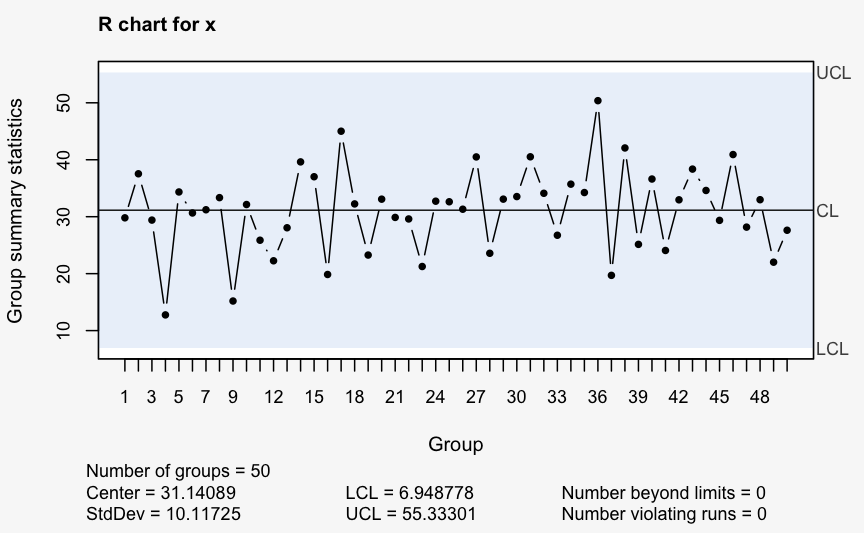 R chart for x
Group summary statistics
50
40
30
20
10
UCL
CL
LCL
1 3 5 7 9 12 15 18 21 24 27 30 33 36 39 42 45 48
Group
Number of groups = 50
Center = 31.14089 LCL = 6.948778 Number beyond limits = 0
StdDev = 10.11725 UCL = 55.33301 Number violating runs = 0